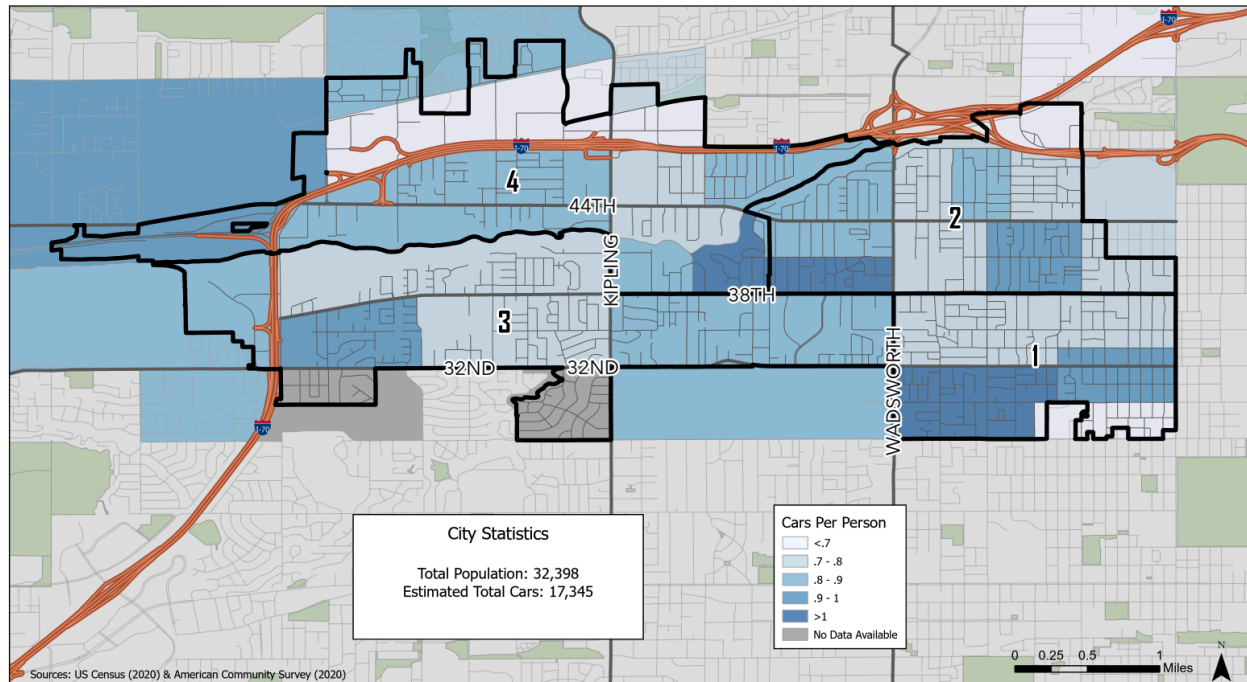 I-70
I-70
I-70
4
44TH
2
KIPLING
38TH
3
WADSWORTH
1
32ND
32ND
I-70
City Statistics
Total Population: 32,398
Estimated Total Cars: 17,345
Cars Per Person
<.7
.7 - .8
.8 - .9
.9 - 1
>1
No Data Available
N
0 0.25 0.5 1
Miles
Sources: US Census (2020) & American Community Survey (2020)